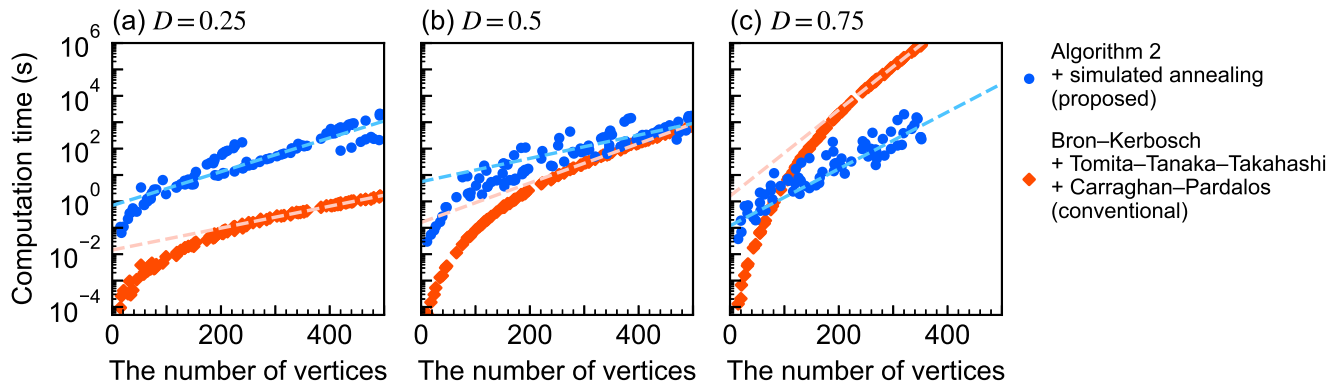 (a) D=0.25
(b) D=0.5
(c) D=0.75
Computation time (s)
10^6
10^4
10^2
10^0
10^−2
10^−4
0 200 400
0 200 400
0 200 400
The number of vertices
The number of vertices
The number of vertices
Algorithm 2
+ simulated annealing
(proposed)
Bron–Kerbosch
+ Tomita–Tanaka–Takahashi
+ Carraghan–Pardalos
(conventional)